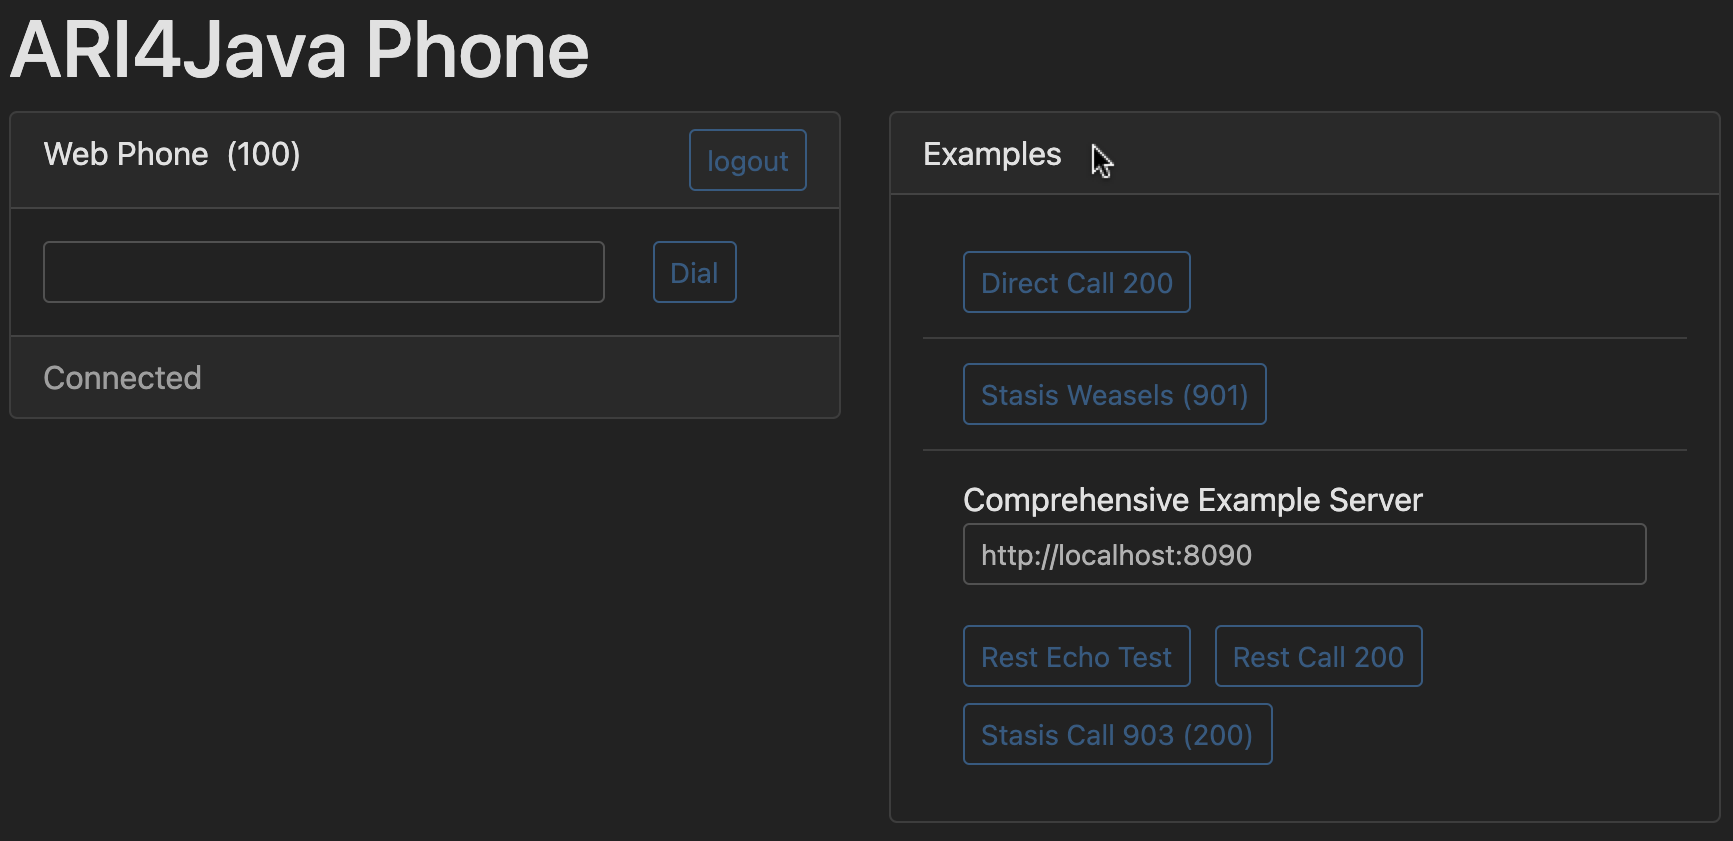 ARI4Java Phone
Web Phone (100)
logout
Dial
Connected
Examples
Direct Call 200
Stasis Weasels (901)
Comprehensive Example Server
http://localhost:8090
Rest Echo Test
Rest Call 200
Stasis Call 903 (200)